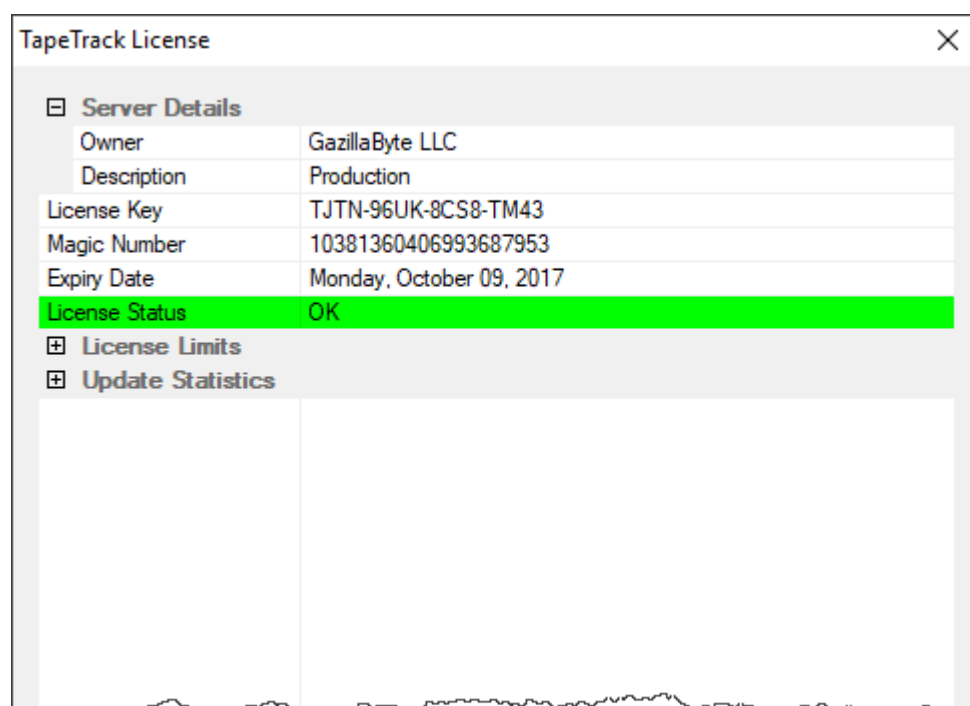 TapeTrack License
Server Details
Owner GazillaByte LLC
Description Production
License Key TJTN-96UK-8CS8-TM43
Magic Number 10381360406993687953
Expiry Date Monday, October 09, 2017
License Status OK
License Limits
Update Statistics